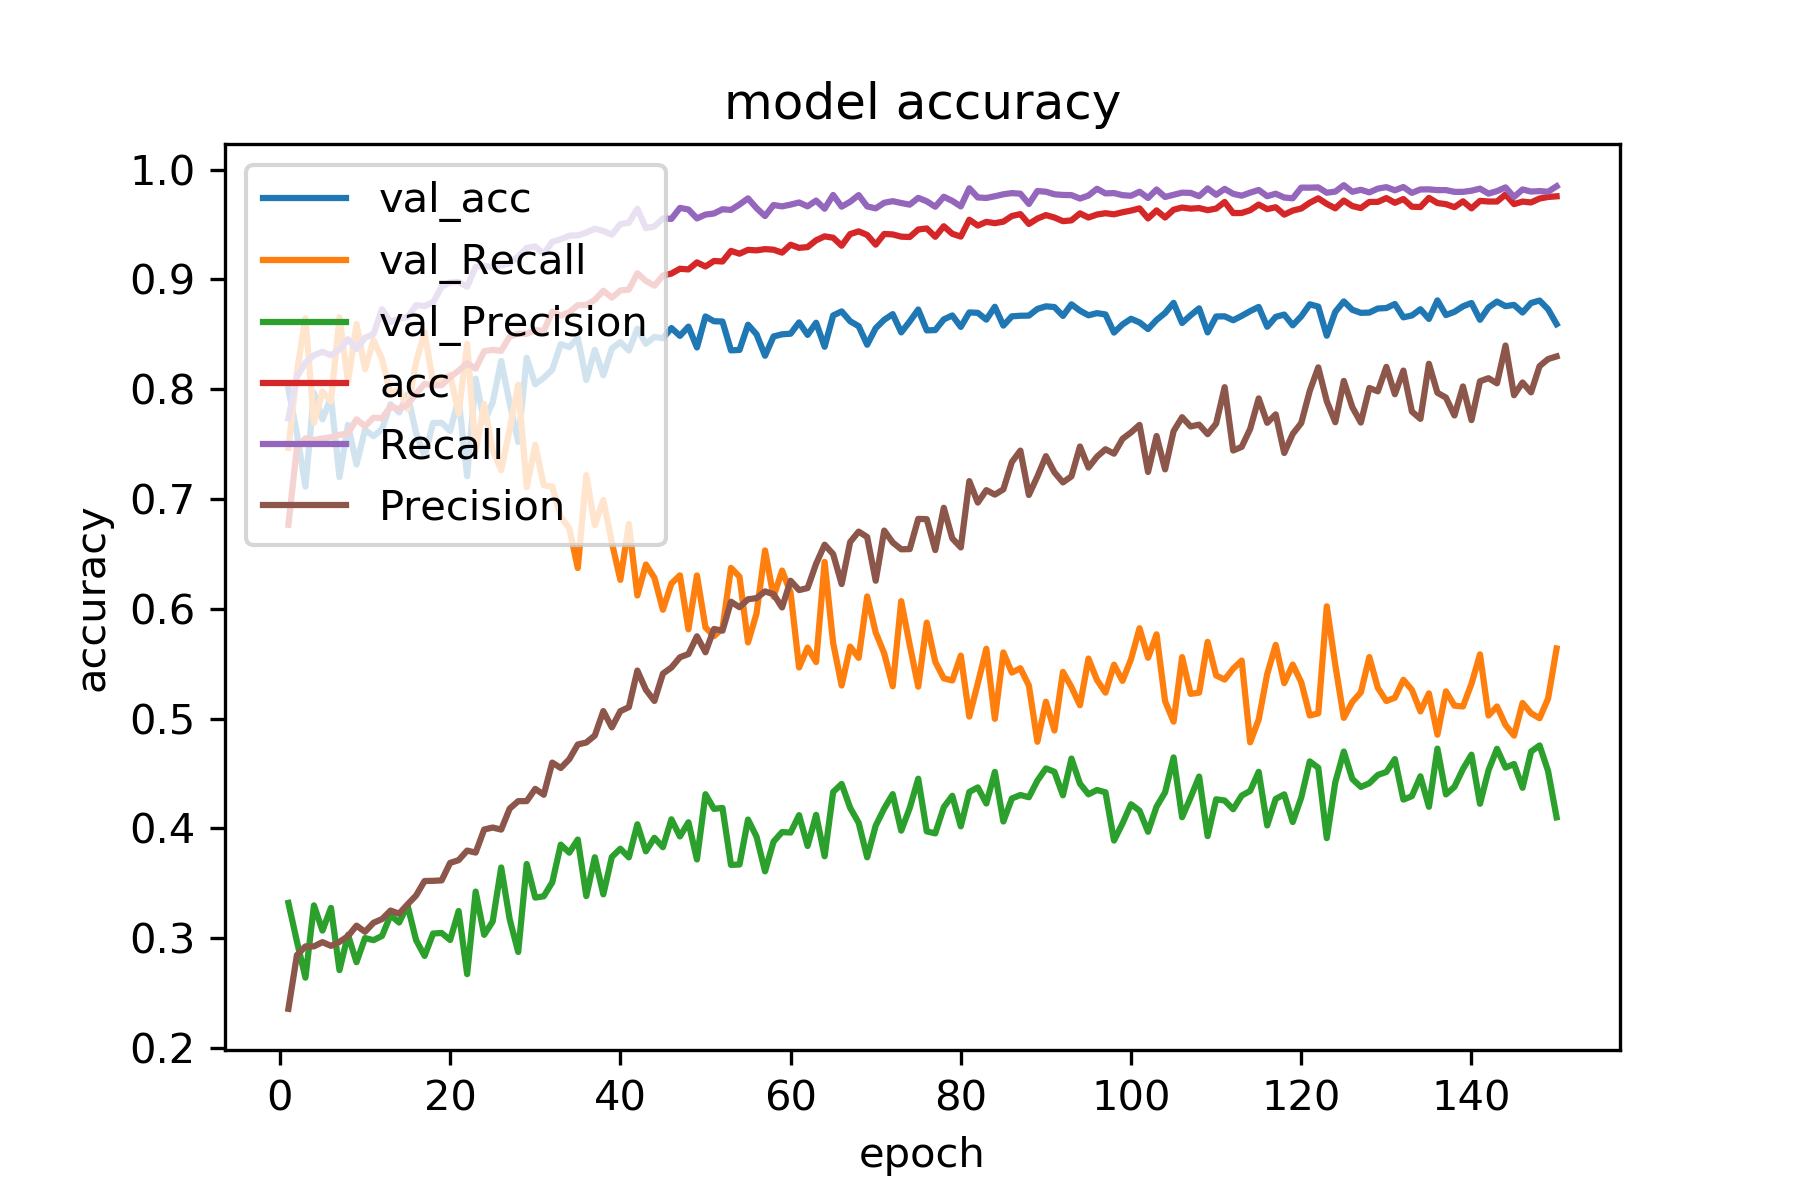 model accuracy
accuracy
1.0
0.9
0.8
0.7
0.6
0.5
0.4
0.3
0.2
val_acc
val_Recall
val_Precision
acc
Recall
Precision
0 20 40 60 80 100 120 140
epoch